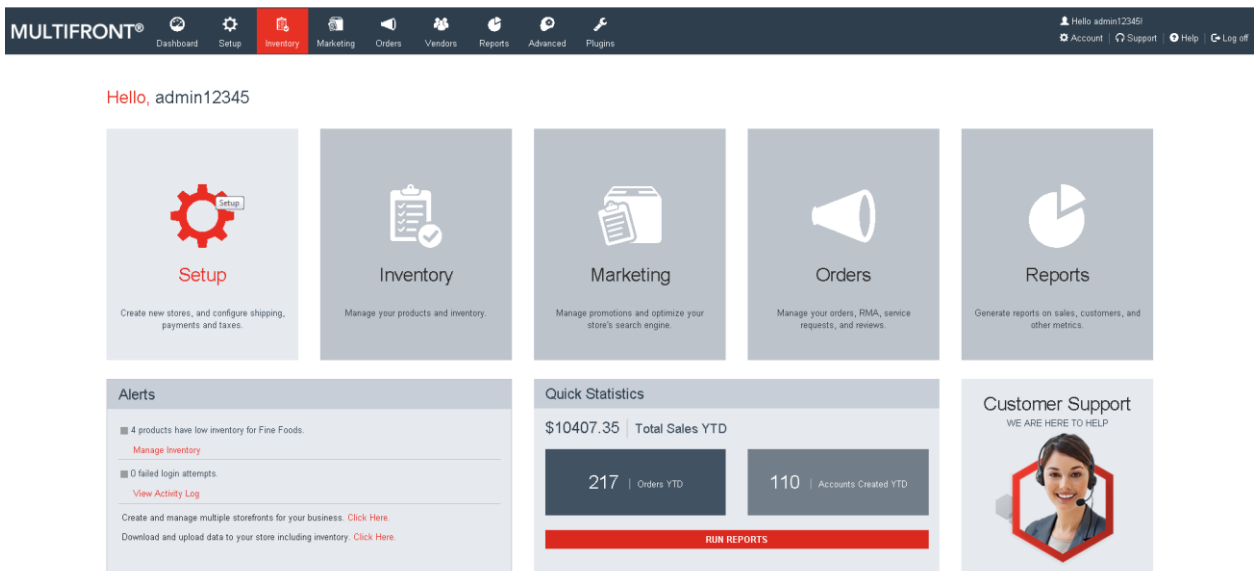 MULTIFRONT®
Dashboard
Setup
Inventory
Marketing
Orders
Vendors
Reports
Advanced
Plugins
Hello admin12345!
Account | Support | Help | Log off
Hello, admin12345
Setup
Setup
Create new stores, and configure shipping,
payments and taxes.
Inventory
Manage your products and inventory.
Marketing
Manage promotions and optimize your
store's search engine.
Orders
Manage your orders, RMA, service
requests, and reviews.
Reports
Generate reports on sales, customers, and
other metrics.
Alerts
4 products have low inventory for Fine Foods.
Manage Inventory
0 failed login attempts.
View Activity Log
Create and manage multiple storefronts for your business. Click Here.
Download and upload data to your store including inventory. Click Here.
Quick Statistics
$10407.35 | Total Sales YTD
217 | Orders YTD
110 | Accounts Created YTD
RUN REPORTS
Customer Support
WE ARE HERE TO HELP